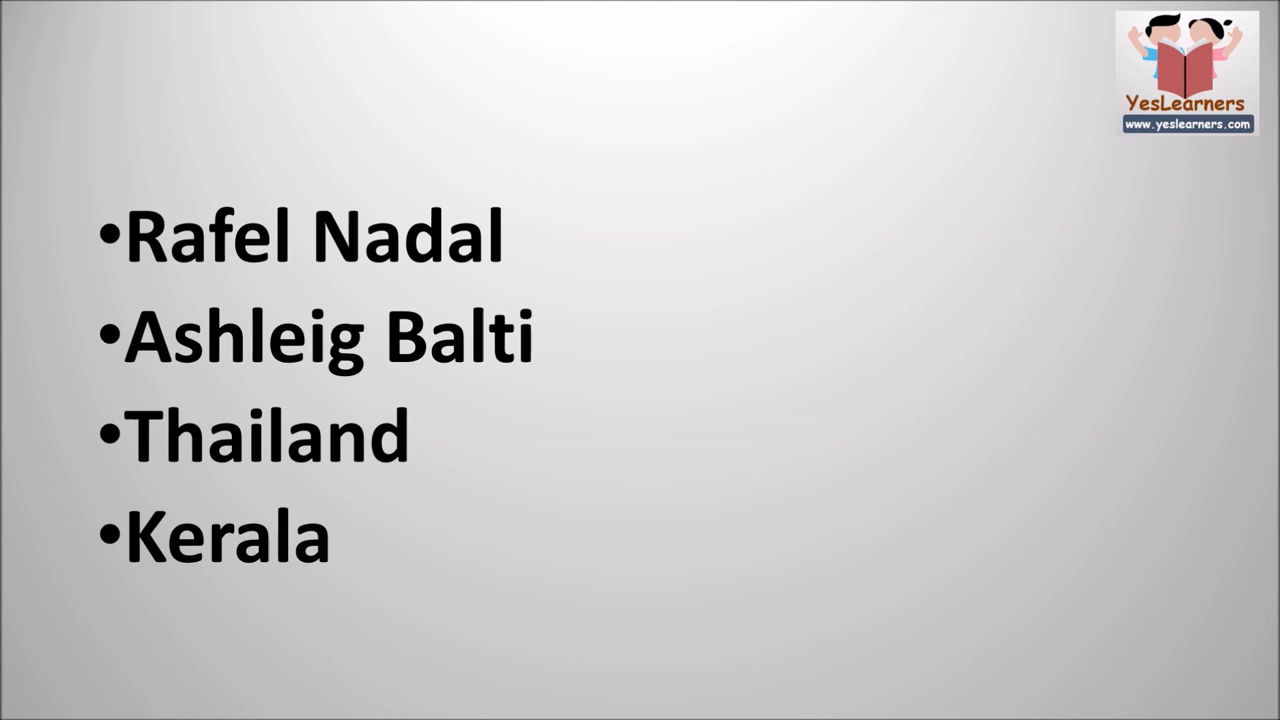 YesLearners
www.yeslearners.com
•Rafel Nadal
•Ashleig Balti
•Thailand
•Kerala